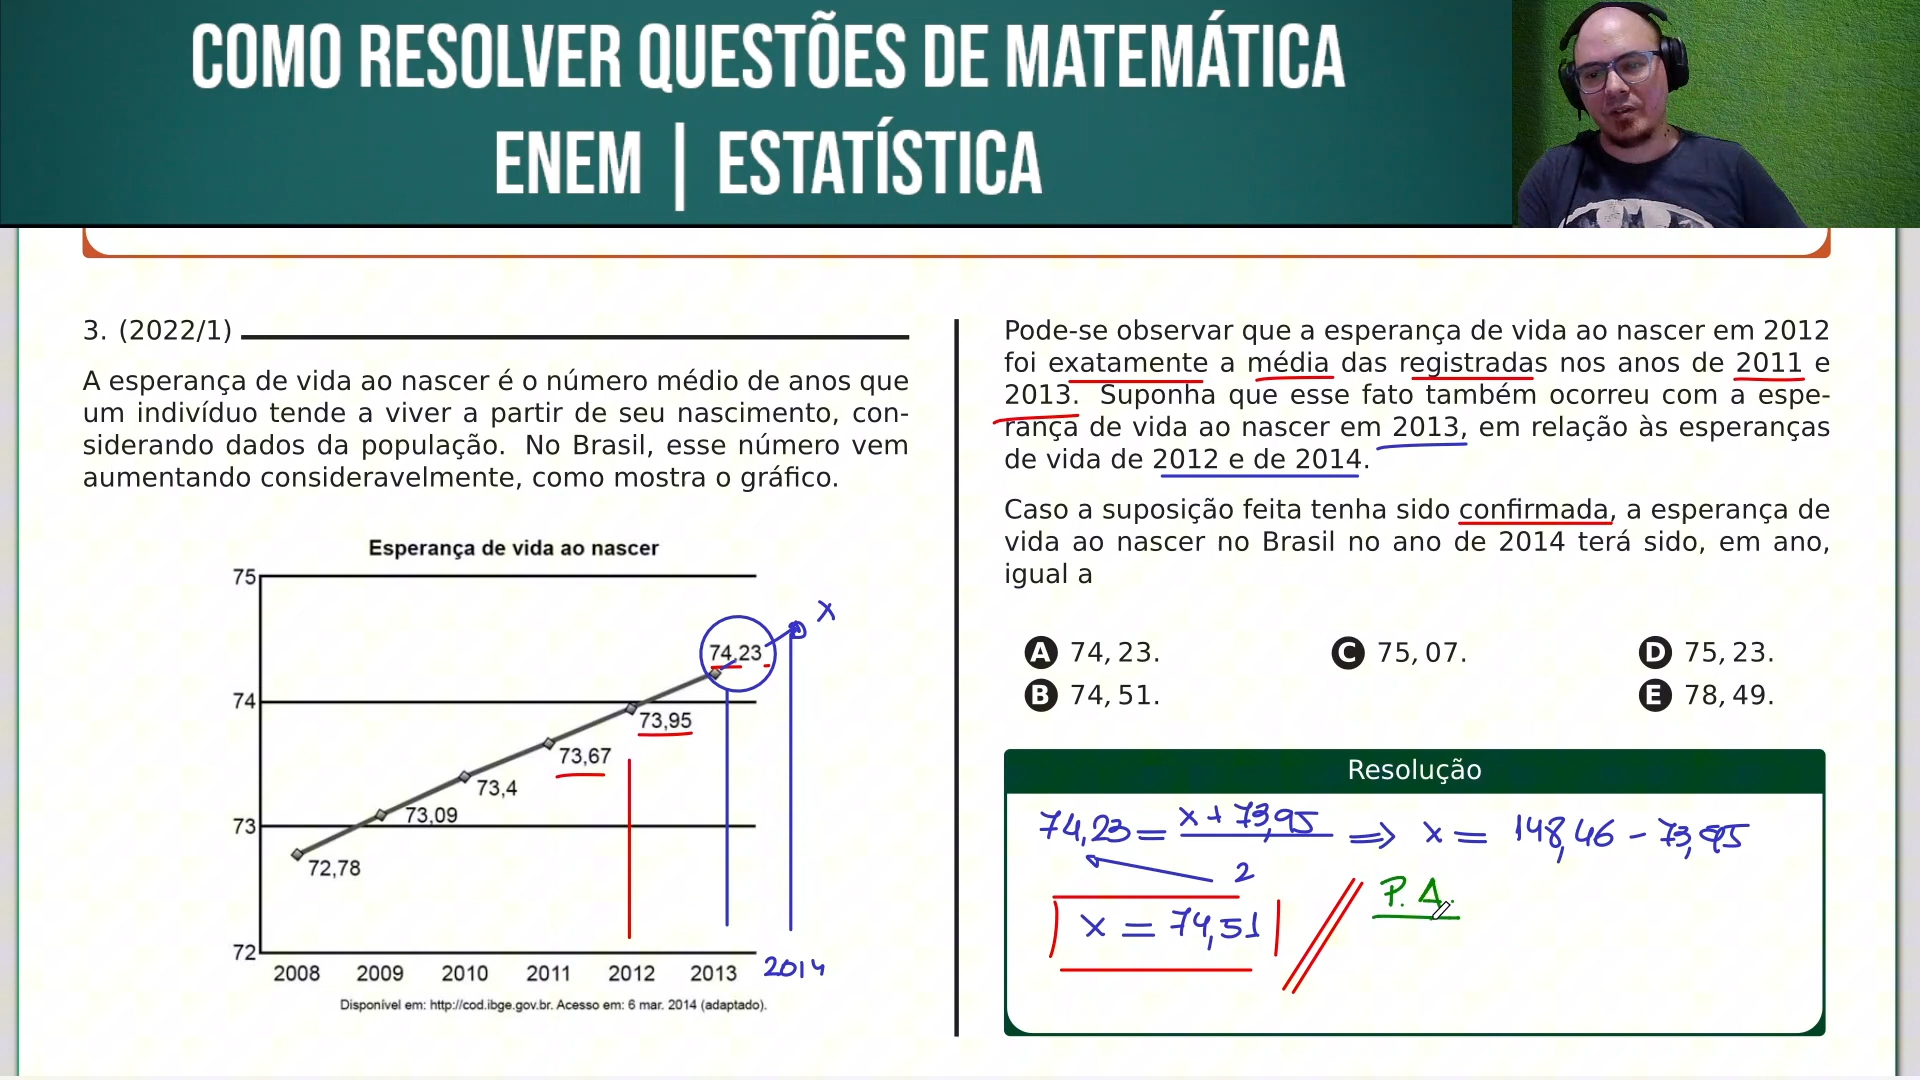 COMO RESOLVER QUESTÕES DE MATEMÁTICA
ENEM | ESTATÍSTICA
3. (2022/1)
A esperança de vida ao nascer é o número médio de anos que
um indivíduo tende a viver a partir de seu nascimento, con-
siderando dados da população. No Brasil, esse número vem
aumentando consideravelmente, como mostra o gráfico.
Esperança de vida ao nascer
75
x
74,23
74
73,95
73,67
73,4
73,09
73
72,78
72
2008 2009 2010 2011 2012 2013 2014
Disponível em: http://cod.ibge.gov.br. Acesso em: 6 mar. 2014 (adaptado).
Pode-se observar que a esperança de vida ao nascer em 2012
foi exatamente a média das registradas nos anos de 2011 e
2013. Suponha que esse fato também ocorreu com a espe-
rança de vida ao nascer em 2013, em relação às esperanças
de vida de 2012 e de 2014.
Caso a suposição feita tenha sido confirmada, a esperança de
vida ao nascer no Brasil no ano de 2014 terá sido, em ano,
igual a
A 74, 23. C 75, 07. D 75, 23.
B 74, 51. E 78, 49.
Resolução
74,23 = x + 73,95 ⟹ x = 148,46 - 73,95
2
x = 74,51 P. A.